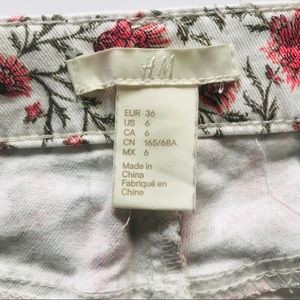 H&M
EUR 36
US 6
CA 6
CN 165/68A
MX 6
Made in
China
Fabriqué en
Chine